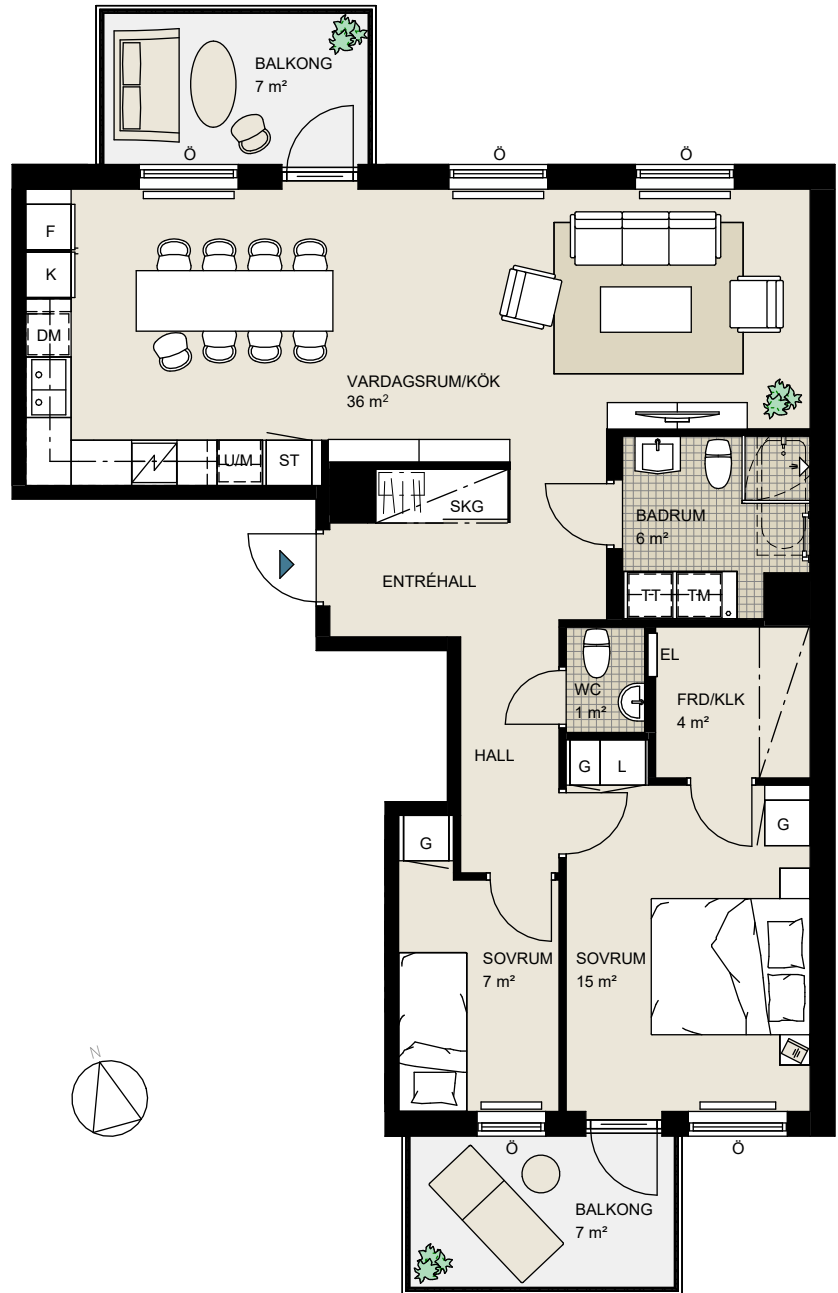 BALKONG
7 m²
Ö
Ö
Ö
F
K
DM
VARDAGSRUM/KÖK
36 m²
U/M
ST
SKG
BADRUM
6 m²
ENTRÉHALL
TT
TM
EL
WC
1 m²
FRD/KLK
4 m²
HALL
G
L
G
G
SOVRUM
7 m²
SOVRUM
15 m²
N
Ö
Ö
BALKONG
7 m²